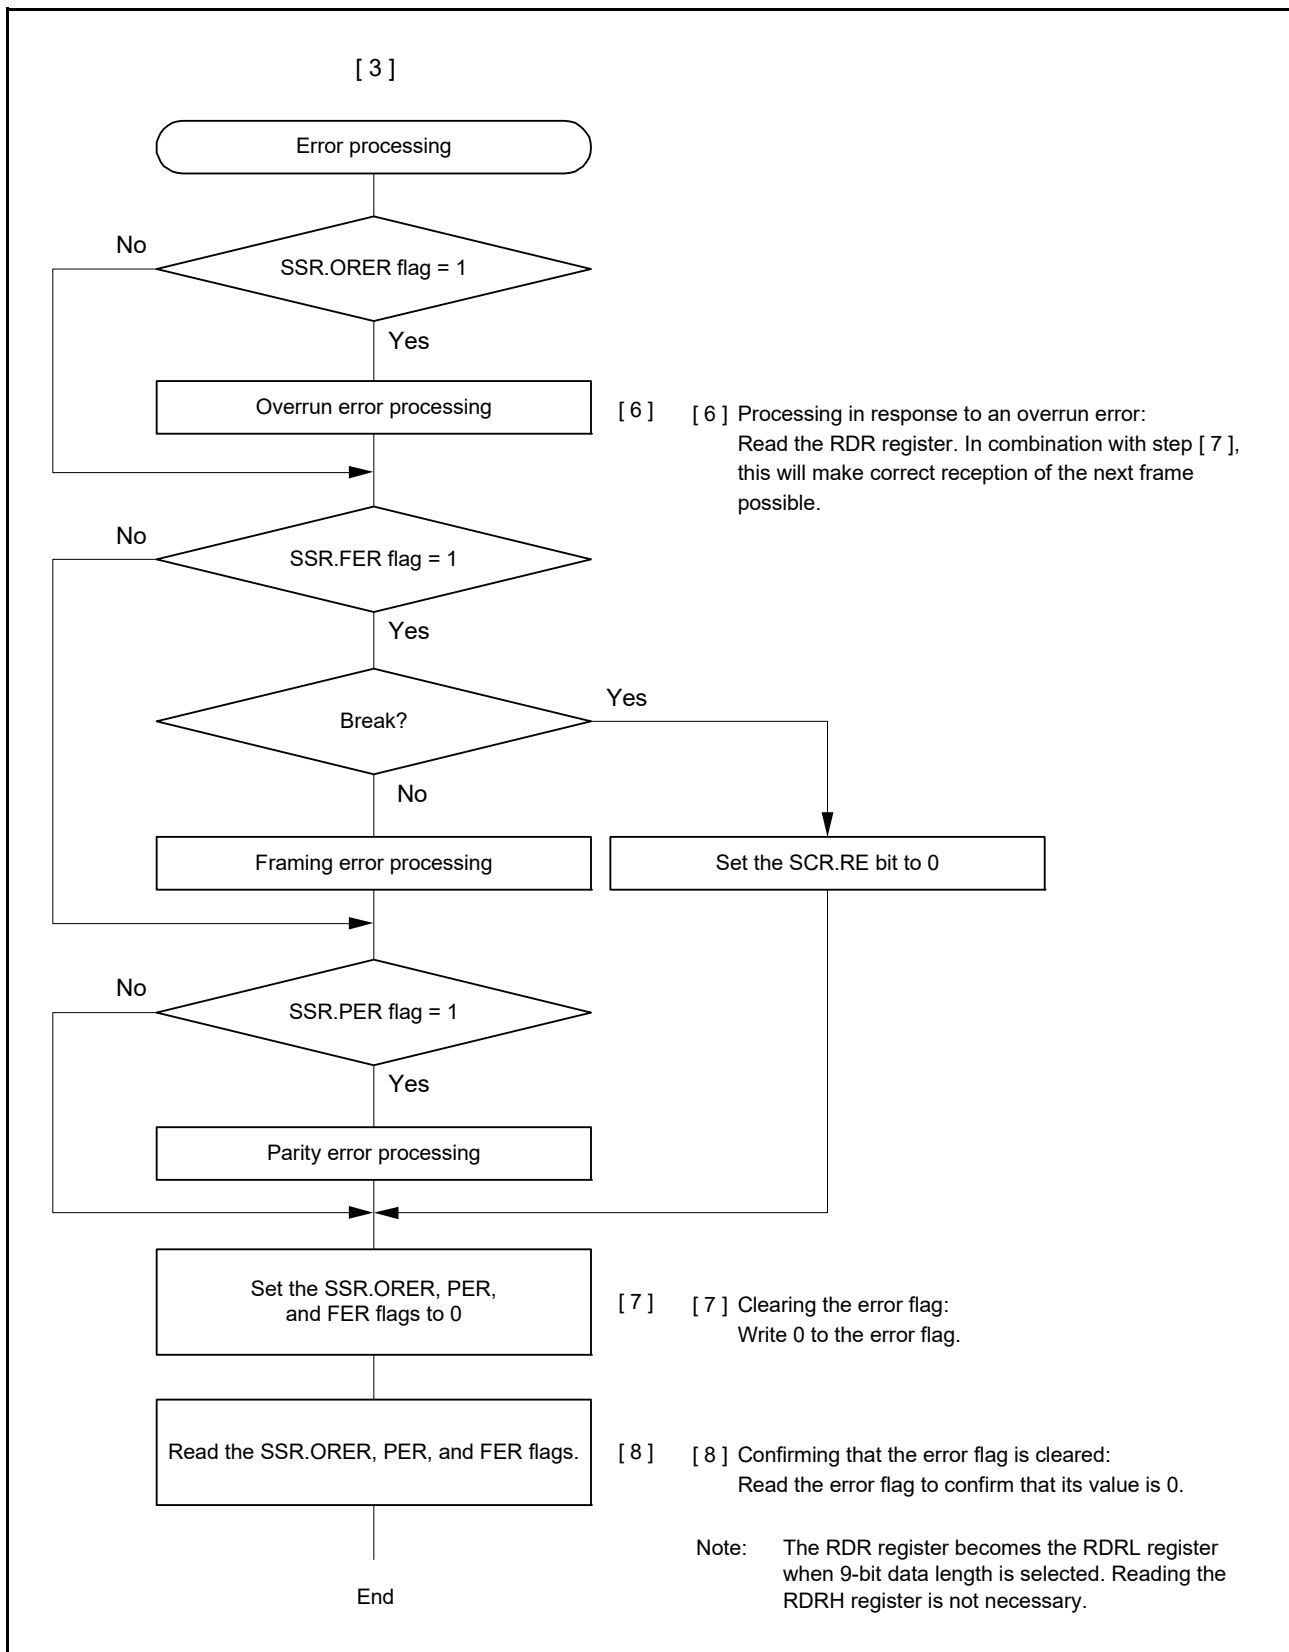 [ 3 ]
Error processing
No
SSR.ORER flag = 1
Yes
Overrun error processing
[ 6 ]
[ 6 ] Processing in response to an overrun error:
Read the RDR register. In combination with step [ 7 ],
this will make correct reception of the next frame
possible.
No
SSR.FER flag = 1
Yes
Break?
Yes
No
Framing error processing
Set the SCR.RE bit to 0
No
SSR.PER flag = 1
Yes
Parity error processing
Set the SSR.ORER, PER,
and FER flags to 0
[ 7 ]
[ 7 ] Clearing the error flag:
Write 0 to the error flag.
Read the SSR.ORER, PER, and FER flags.
[ 8 ]
[ 8 ] Confirming that the error flag is cleared:
Read the error flag to confirm that its value is 0.
Note: The RDR register becomes the RDRL register
when 9-bit data length is selected. Reading the
RDRH register is not necessary.
End